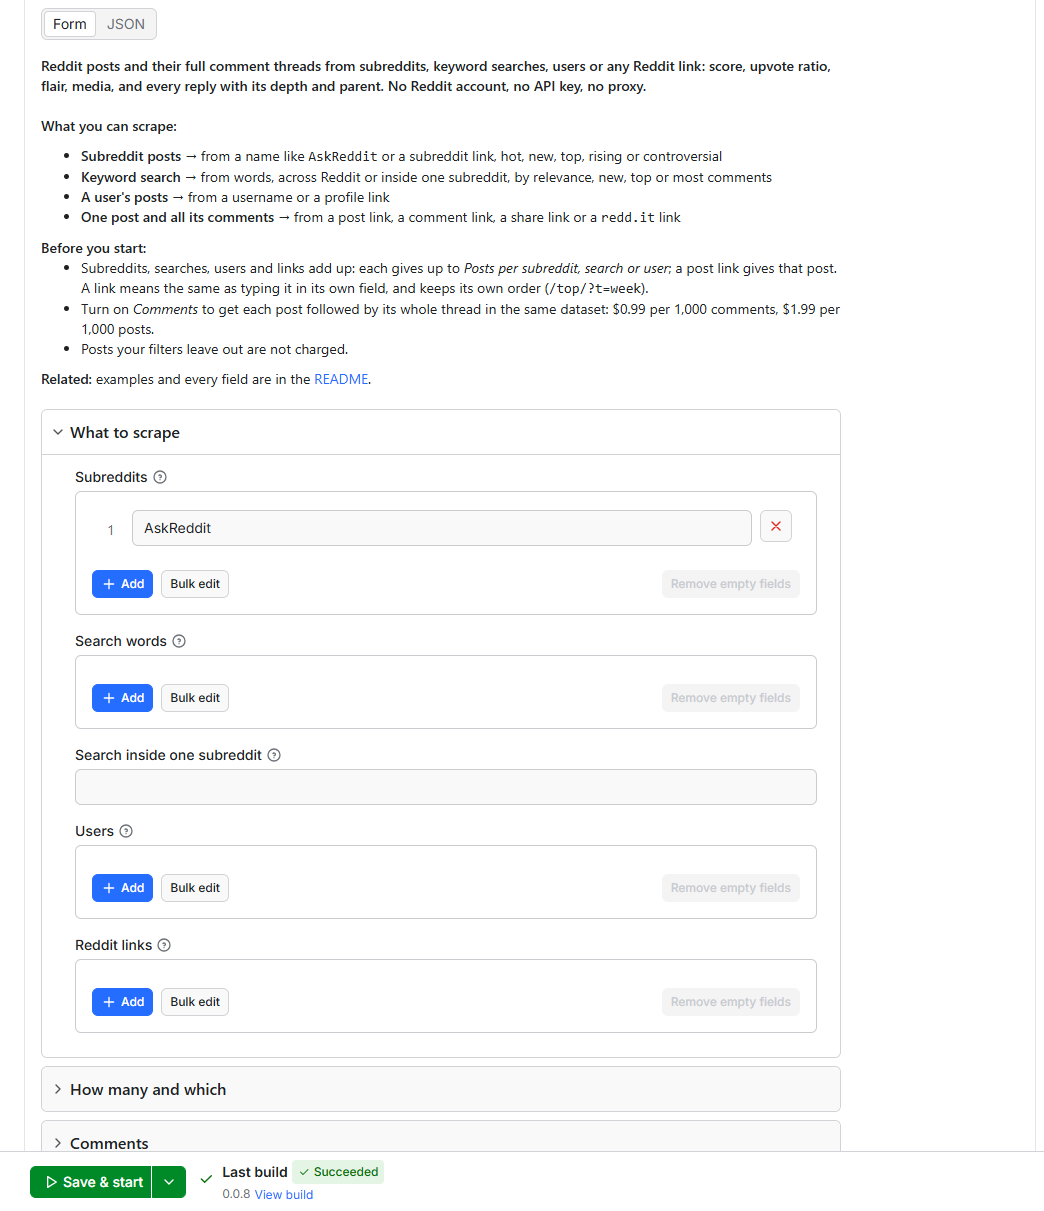 Form JSON
Reddit posts and their full comment threads from subreddits, keyword searches, users or any Reddit link: score, upvote ratio,
flair, media, and every reply with its depth and parent. No Reddit account, no API key, no proxy.
What you can scrape:
• Subreddit posts → from a name like AskReddit or a subreddit link, hot, new, top, rising or controversial
• Keyword search → from words, across Reddit or inside one subreddit, by relevance, new, top or most comments
• A user's posts → from a username or a profile link
• One post and all its comments → from a post link, a comment link, a share link or a redd.it link
Before you start:
• Subreddits, searches, users and links add up: each gives up to Posts per subreddit, search or user; a post link gives that post.
A link means the same as typing it in its own field, and keeps its own order (/top/?t=week).
• Turn on Comments to get each post followed by its whole thread in the same dataset: $0.99 per 1,000 comments, $1.99 per
1,000 posts.
• Posts your filters leave out are not charged.
Related: examples and every field are in the README.
What to scrape
Subreddits
1 AskReddit
+ Add Bulk edit Remove empty fields
Search words
+ Add Bulk edit Remove empty fields
Search inside one subreddit
Users
+ Add Bulk edit Remove empty fields
Reddit links
+ Add Bulk edit Remove empty fields
How many and which
Comments
Save & start
Last build Succeeded
0.0.8 View build